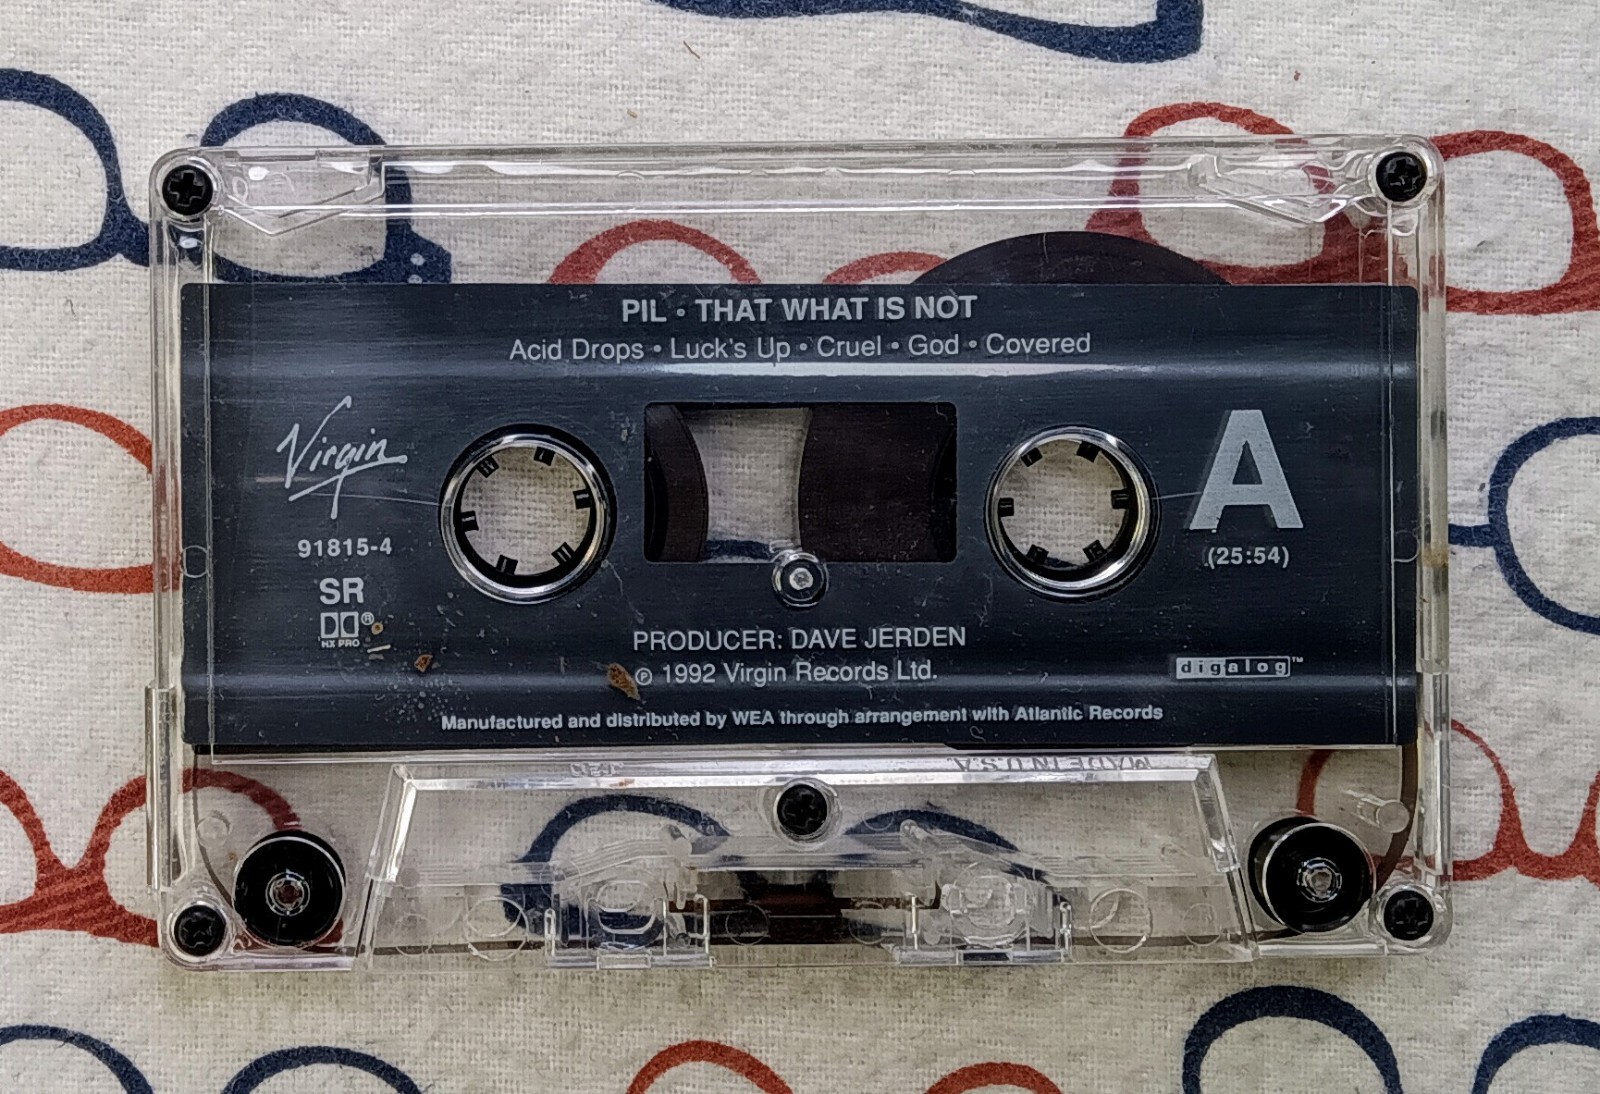 PIL • THAT WHAT IS NOT
Acid Drops • Luck's Up • Cruel • God • Covered
Virgin
91815-4
SR
HX PRO
A
(25:54)
PRODUCER: DAVE JERDEN
℗ 1992 Virgin Records Ltd.
digalog™
Manufactured and distributed by WEA through arrangement with Atlantic Records
MADE IN U.S.A.